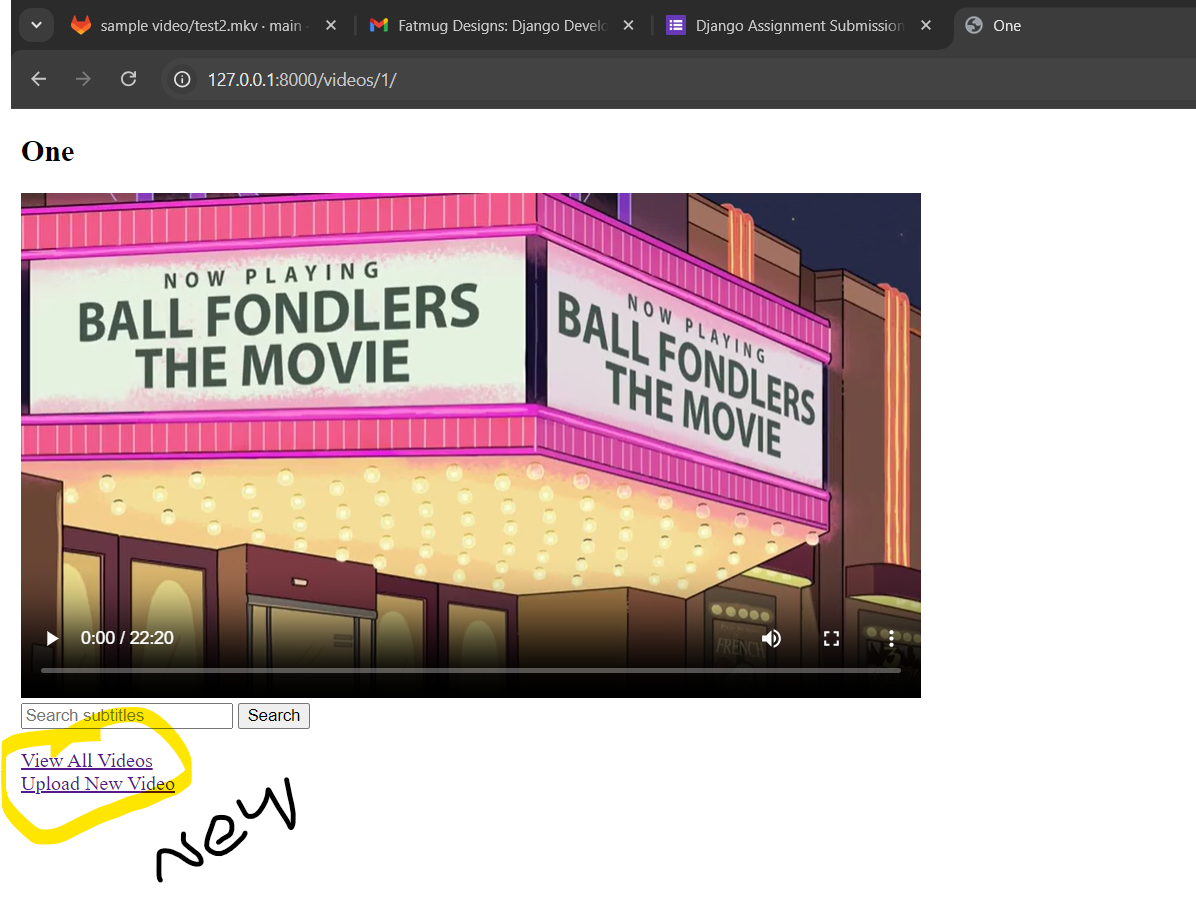 sample video/test2.mkv · main ·
Fatmug Designs: Django Develo
Django Assignment Submission
One
127.0.0.1:8000/videos/1/
One
NOW PLAYING
BALL FONDLERS
THE MOVIE
NOW PLAYING
BALL FONDLERS
THE MOVIE
FRENCH
0:00 / 22:20
Search subtitles
Search
View All Videos
Upload New Video
New